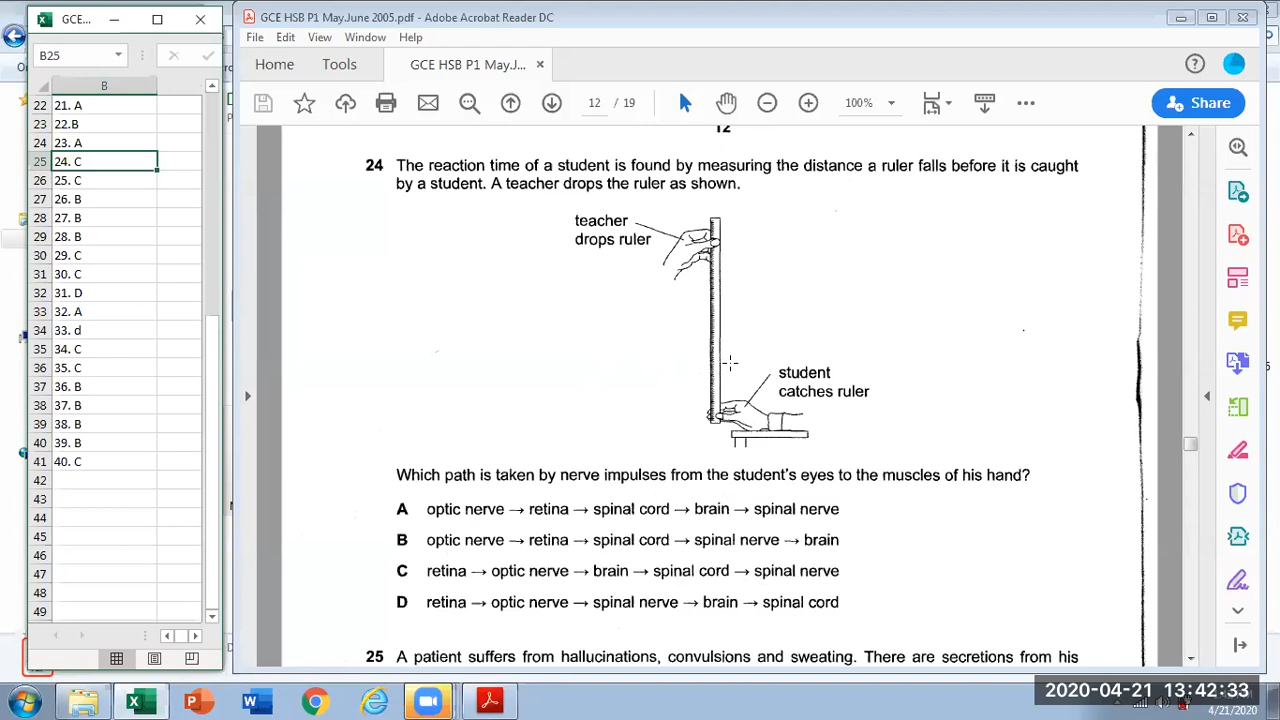 GCE...
B25
B
22 21. A
23 22.B
24 23. A
25 24. C
26 25. C
27 26. B
28 27. B
29 28. B
30 29. C
31 30. C
32 31. D
33 32. A
34 33. d
35 34. C
36 35. C
37 36. B
38 37. B
39 38. B
40 39. B
41 40. C
42
43
44
45
46
47
48
49
GCE HSB P1 May.June 2005.pdf - Adobe Acrobat Reader DC
File Edit View Window Help
Home Tools GCE HSB P1 May.J... ×
12 / 19 100% Share
12
24 The reaction time of a student is found by measuring the distance a ruler falls before it is caught
by a student. A teacher drops the ruler as shown.
teacher
drops ruler
student
catches ruler
Which path is taken by nerve impulses from the student's eyes to the muscles of his hand?
A optic nerve → retina → spinal cord → brain → spinal nerve
B optic nerve → retina → spinal cord → spinal nerve → brain
C retina → optic nerve → brain → spinal cord → spinal nerve
D retina → optic nerve → spinal nerve → brain → spinal cord
25 A patient suffers from hallucinations, convulsions and sweating. There are secretions from his
2020-04-21 13:42:33
4/21/2020